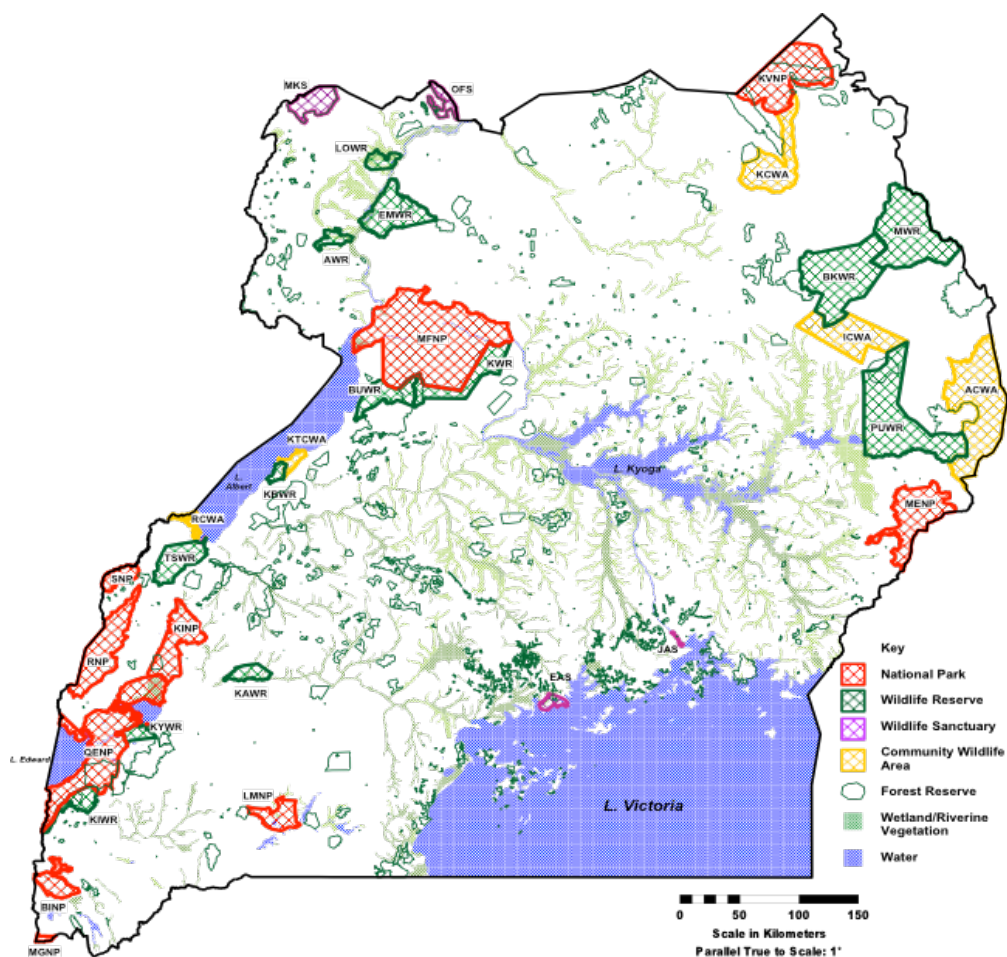 MKS
OFS
KVNP
LOWR
KCWA
EMWR
AWR
MWR
BKWR
MFNP
ICWA
KWR
BUWR
ACWA
PUWR
KTCWA
L. Kyoga
L.
Albert
KBWR
MENP
RCWA
TSWR
SNP
KINP
RNP
JAS
KAWR
EAS
KYWR
QENP
L. Edward
LMNP
KIWR
L. Victoria
BINP
MGNP
Key
National Park
Wildlife Reserve
Wildlife Sanctuary
Community Wildlife
Area
Forest Reserve
Wetland/Riverine
Vegetation
Water
0 50 100 150
Scale in Kilometers
Parallel True to Scale: 1°